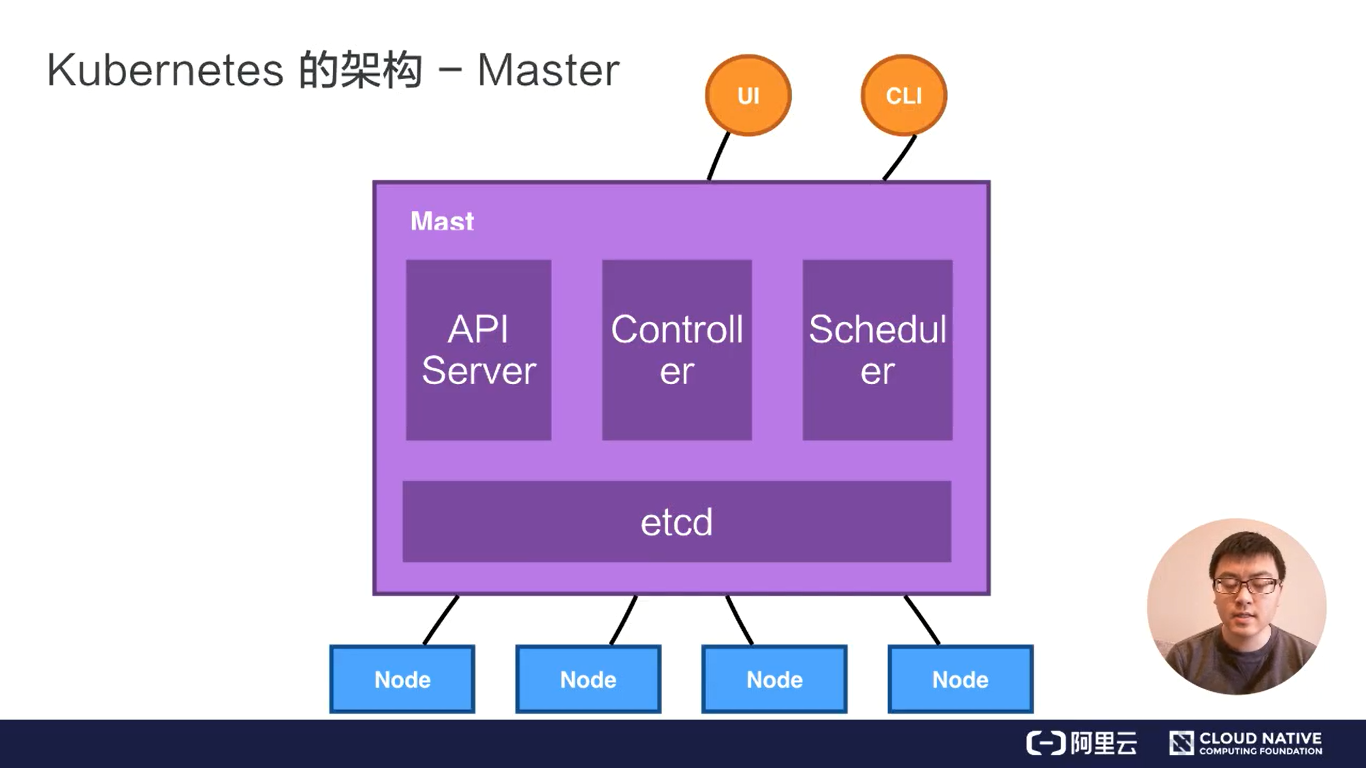 Kubernetes 的架构 – Master
UI
CLI
Mast
API
Server
Controll
er
Schedul
er
etcd
Node
Node
Node
Node
阿里云
CLOUD NATIVE
COMPUTING FOUNDATION